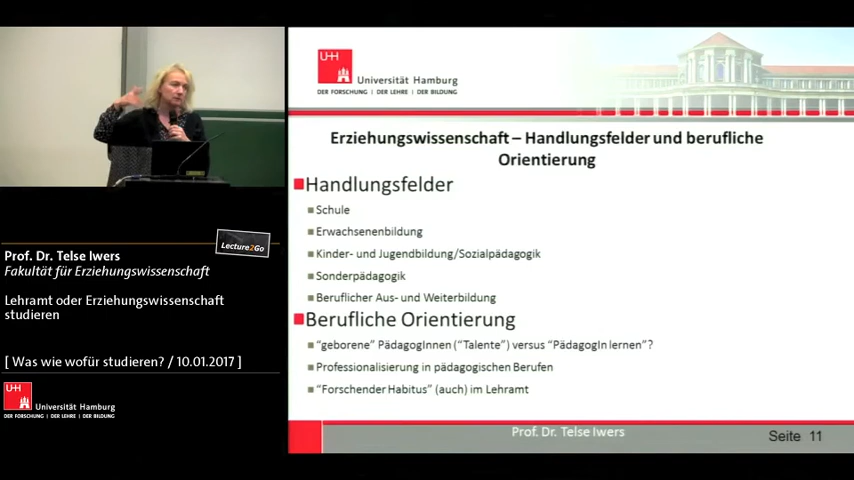 UH
Universität Hamburg
DER FORSCHUNG | DER LEHRE | DER BILDUNG
Erziehungswissenschaft – Handlungsfelder und berufliche
Orientierung
Handlungsfelder
Schule
Erwachsenenbildung
Kinder- und Jugendbildung/Sozialpädagogik
Sonderpädagogik
Beruflicher Aus- und Weiterbildung
Berufliche Orientierung
“geborene” PädagogInnen (“Talente”) versus “PädagogIn lernen”?
Professionalisierung in pädagogischen Berufen
“Forschender Habitus” (auch) im Lehramt
Prof. Dr. Telse Iwers
Seite 11
Lecture2Go
Prof. Dr. Telse Iwers
Fakultät für Erziehungswissenschaft
Lehramt oder Erziehungswissenschaft
studieren
[ Was wie wofür studieren? / 10.01.2017 ]
UH
Universität Hamburg
DER FORSCHUNG | DER LEHRE | DER BILDUNG